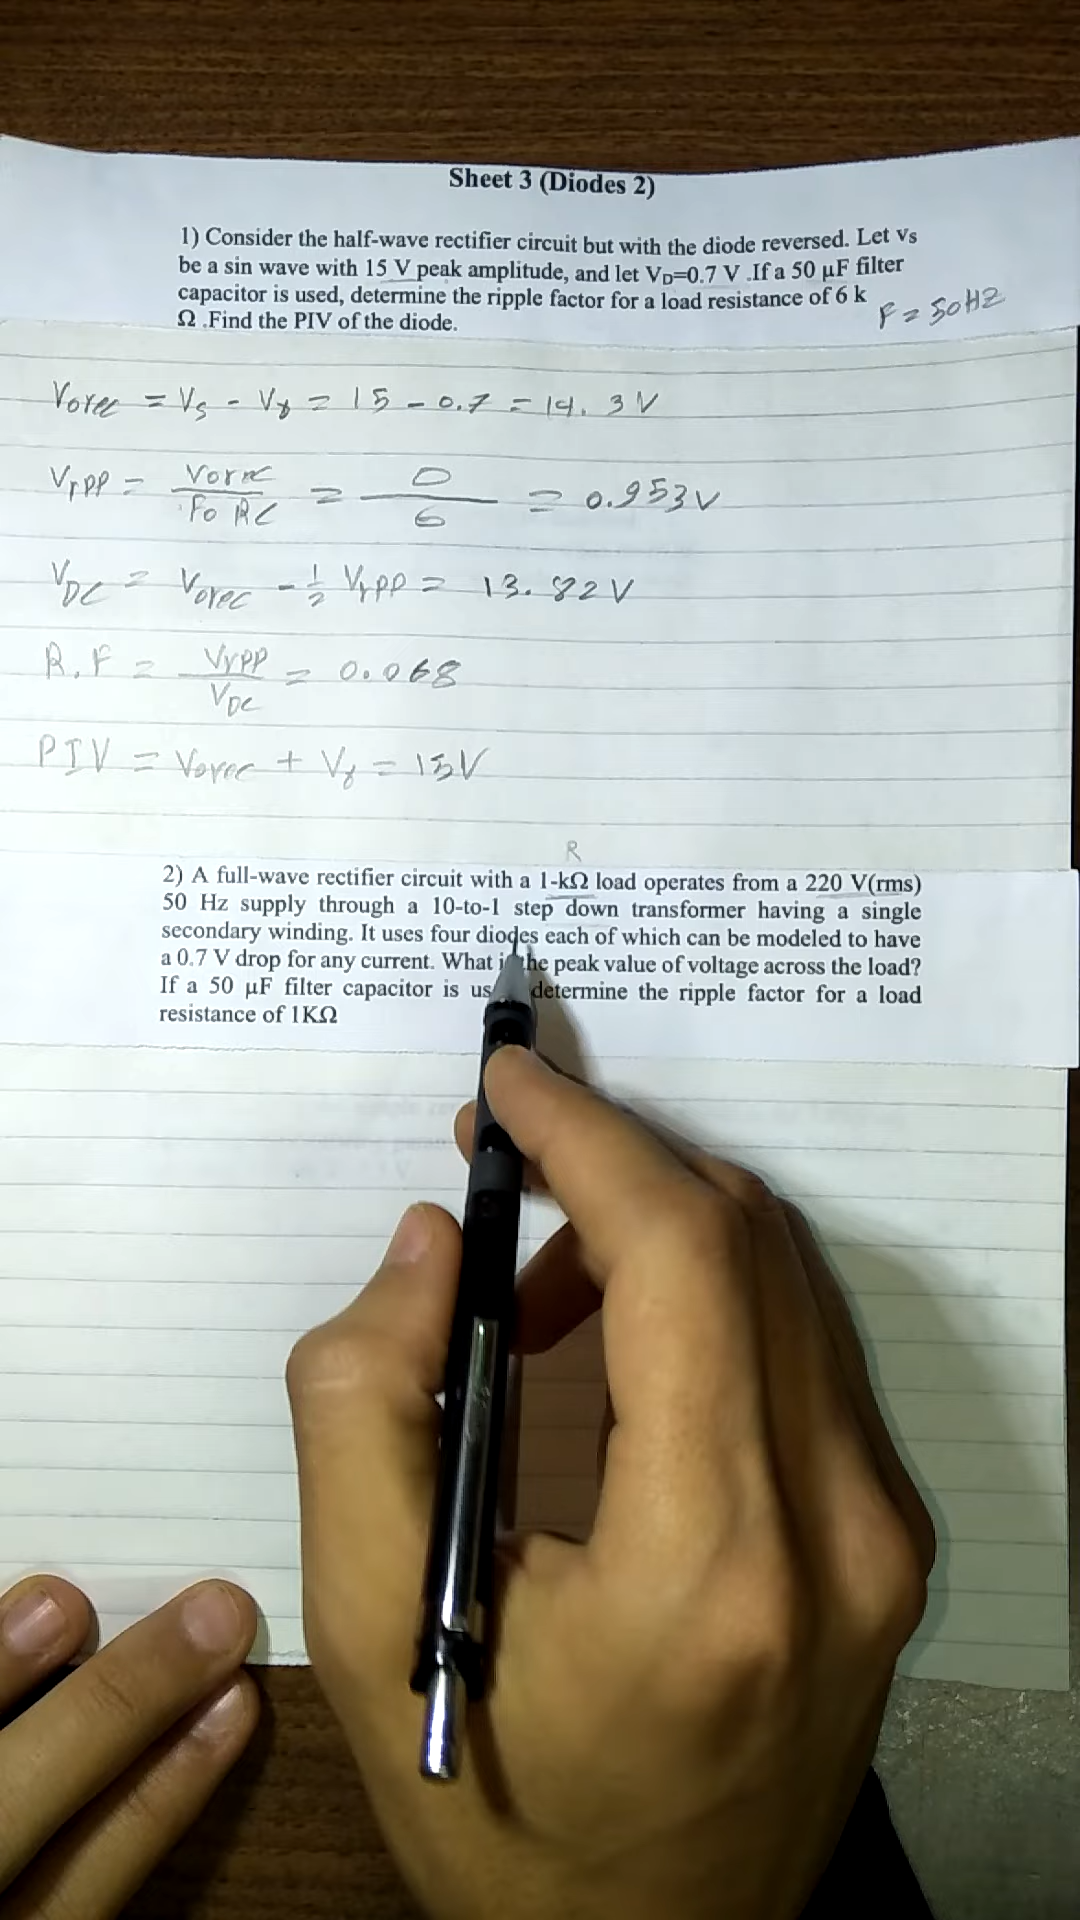 Sheet 3 (Diodes 2)
1) Consider the half-wave rectifier circuit but with the diode reversed. Let vs
be a sin wave with 15 V peak amplitude, and let VD=0.7 V .If a 50 μF filter
capacitor is used, determine the ripple factor for a load resistance of 6 k
Ω .Find the PIV of the diode.
F = 50HZ
Vorec = Vs - Vγ = 15 - 0.7 = 14.3V
Vrpp = Vorec / Fo RC = ① / 6 = 0.953V
VDC = Vorec - 1/2 Vrpp = 13.82V
R.F = Vrpp / VDC = 0.068
PIV = Vorec + Vγ = 15V
R
2) A full-wave rectifier circuit with a 1-kΩ load operates from a 220 V(rms)
50 Hz supply through a 10-to-1 step down transformer having a single
secondary winding. It uses four diodes each of which can be modeled to have
a 0.7 V drop for any current. What the peak value of voltage across the load?
If a 50 μF filter capacitor is determine the ripple factor for a load
resistance of 1KΩ